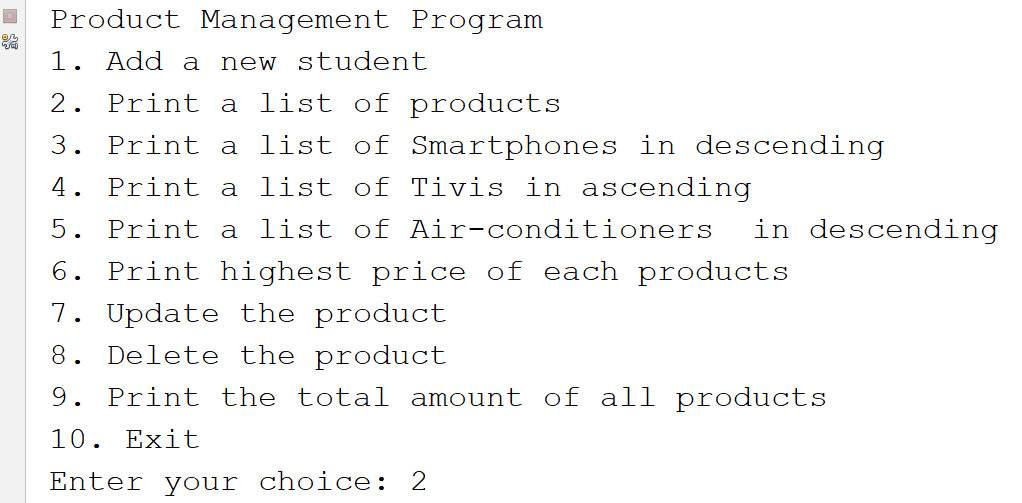 Product Management Program
1. Add a new student
2. Print a list of products
3. Print a list of Smartphones in descending
4. Print a list of Tivis in ascending
5. Print a list of Air-conditioners  in descending
6. Print highest price of each products
7. Update the product
8. Delete the product
9. Print the total amount of all products
10. Exit
Enter your choice: 2